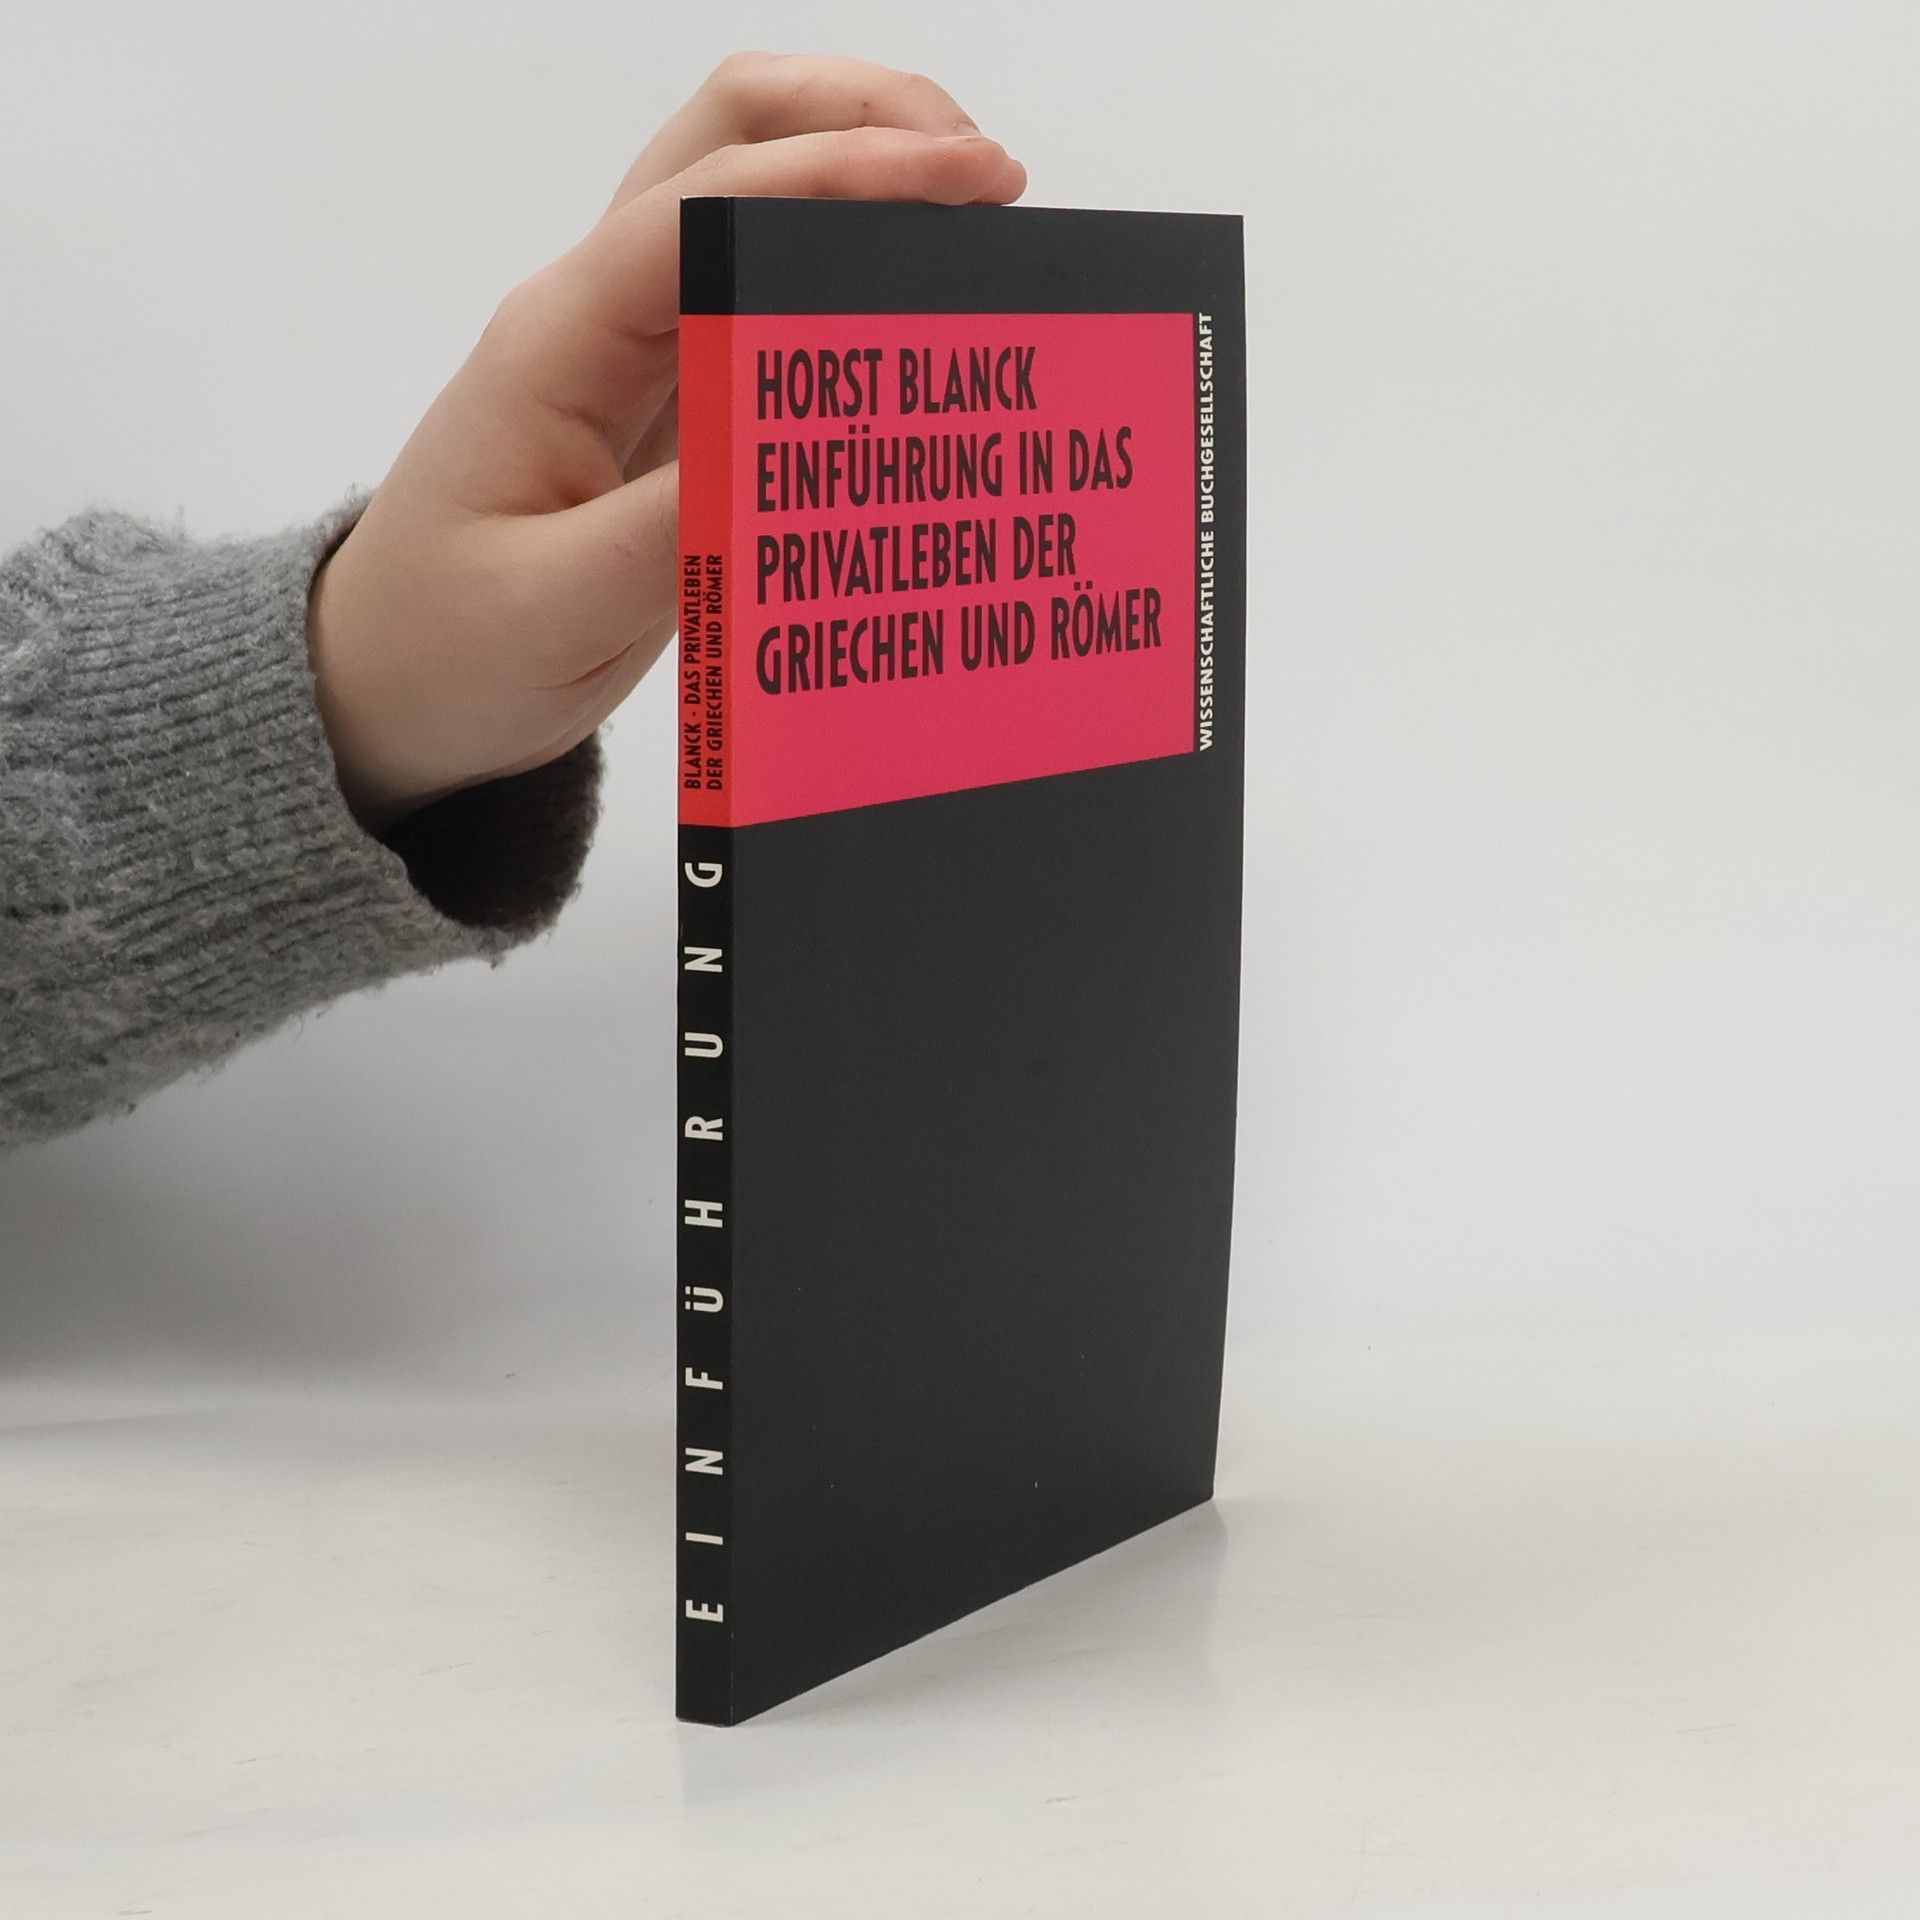 HORST BLANCK
EINFÜHRUNG IN DAS
PRIVATLEBEN DER
GRIECHEN UND RÖMER
WISSENSCHAFTLICHE BUCHGESELLSCHAFT
BLANCK · DAS PRIVATLEBEN
DER GRIECHEN UND RÖMER
EINFÜHRUNG